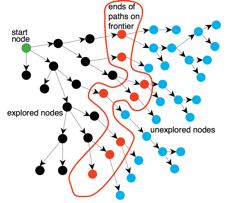 ends of
paths on
frontier
start
node
explored nodes
unexplored nodes